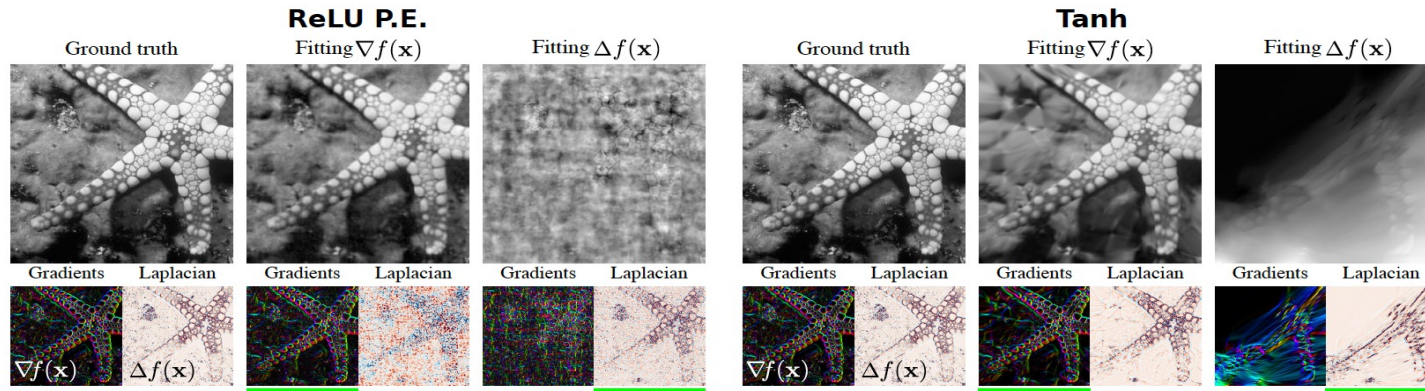 ReLU P.E.
Ground truth
Fitting ∇f(x)
Fitting Δf(x)
Gradients
Laplacian
Gradients
Laplacian
Gradients
Laplacian
∇f(x)
Δf(x)
Tanh
Ground truth
Fitting ∇f(x)
Fitting Δf(x)
Gradients
Laplacian
Gradients
Laplacian
Gradients
Laplacian
∇f(x)
Δf(x)